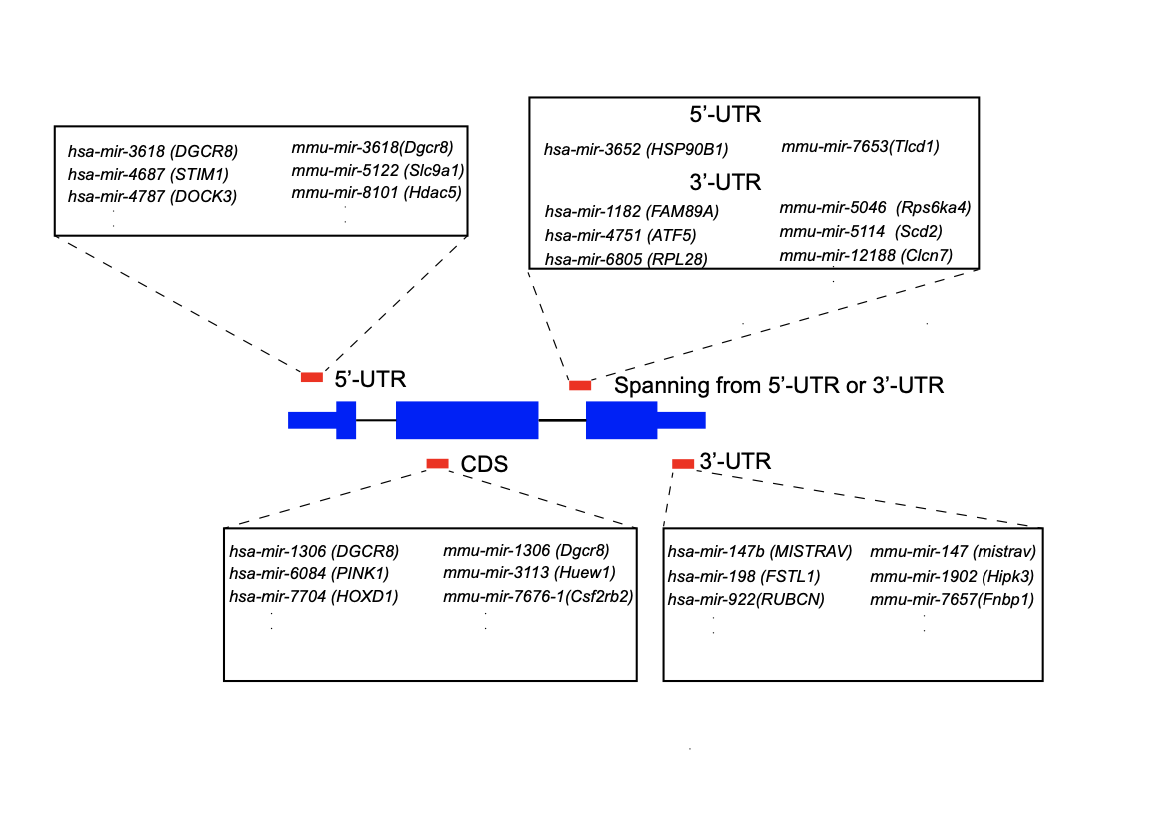 hsa-mir-3618 (DGCR8) mmu-mir-3618(Dgcr8)
hsa-mir-4687 (STIM1) mmu-mir-5122 (Slc9a1)
hsa-mir-4787 (DOCK3) mmu-mir-8101 (Hdac5)
5’-UTR
hsa-mir-3652 (HSP90B1) mmu-mir-7653(Tlcd1)
3’-UTR
hsa-mir-1182 (FAM89A) mmu-mir-5046 (Rps6ka4)
hsa-mir-4751 (ATF5) mmu-mir-5114 (Scd2)
hsa-mir-6805 (RPL28) mmu-mir-12188 (Clcn7)
5’-UTR
Spanning from 5’-UTR or 3’-UTR
CDS
3’-UTR
hsa-mir-1306 (DGCR8) mmu-mir-1306 (Dgcr8)
hsa-mir-6084 (PINK1) mmu-mir-3113 (Huew1)
hsa-mir-7704 (HOXD1) mmu-mir-7676-1(Csf2rb2)
hsa-mir-147b (MISTRAV) mmu-mir-147 (mistrav)
hsa-mir-198 (FSTL1) mmu-mir-1902 (Hipk3)
hsa-mir-922(RUBCN) mmu-mir-7657(Fnbp1)